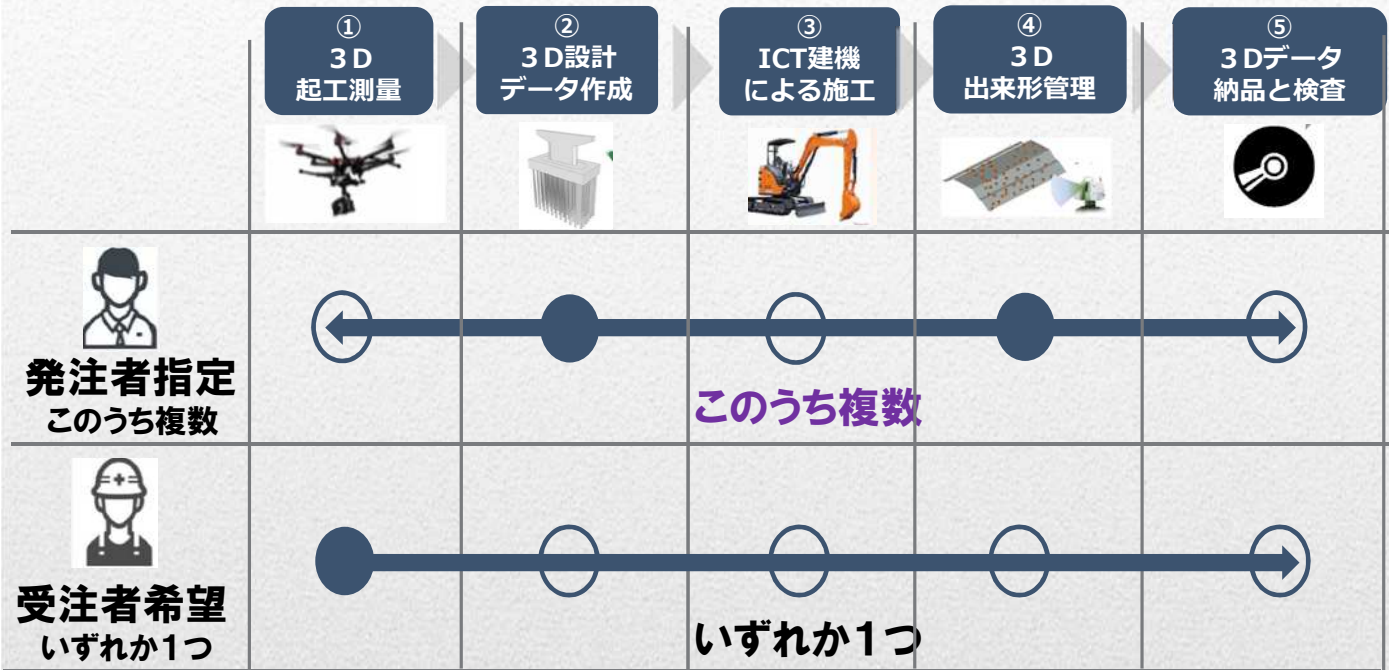 ①
３D
起工測量
②
３D設計
データ作成
③
ICT建機
による施工
④
３D
出来形管理
⑤
３Dデータ
納品と検査
発注者指定
このうち複数
このうち複数
受注者希望
いずれか１つ
いずれか１つ